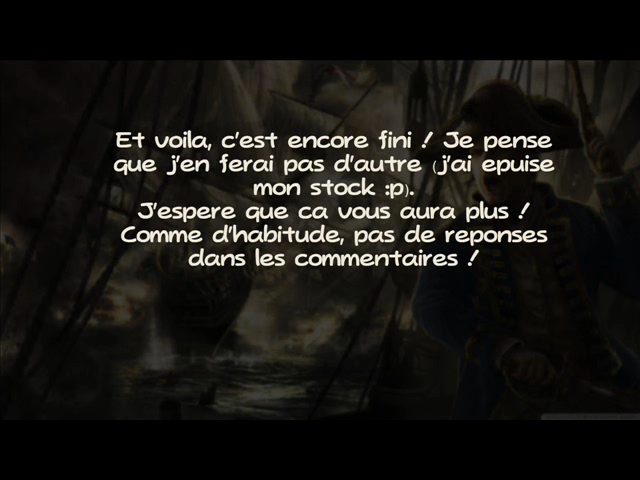 Et voila, c'est encore fini ! Je pense
que j'en ferai pas d'autre (j'ai epuise
mon stock :p).
J'espere que ca vous aura plus !
Comme d'habitude, pas de reponses
dans les commentaires !